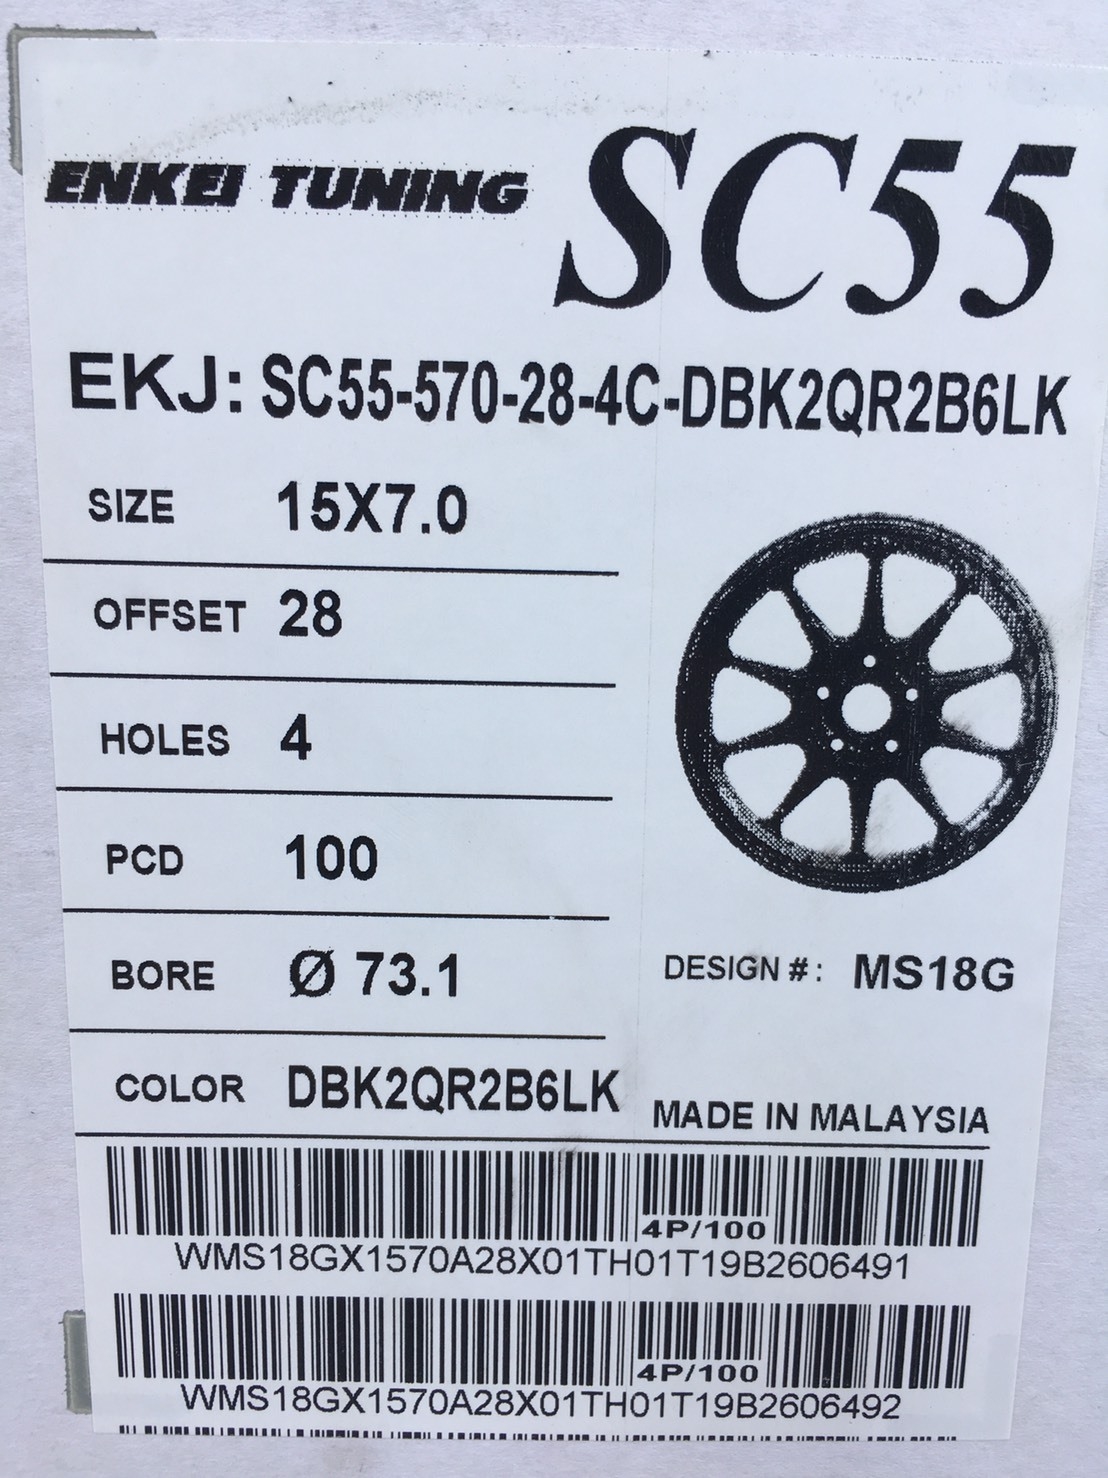 ENKEI TUNING SC55
EKJ: SC55-570-28-4C-DBK2QR2B6LK
SIZE 15X7.0
OFFSET 28
HOLES 4
PCD 100
BORE Ø 73.1
DESIGN #: MS18G
COLOR DBK2QR2B6LK
MADE IN MALAYSIA
4P/100
WMS18GX1570A28X01TH01T19B2606491
4P/100
WMS18GX1570A28X01TH01T19B2606492